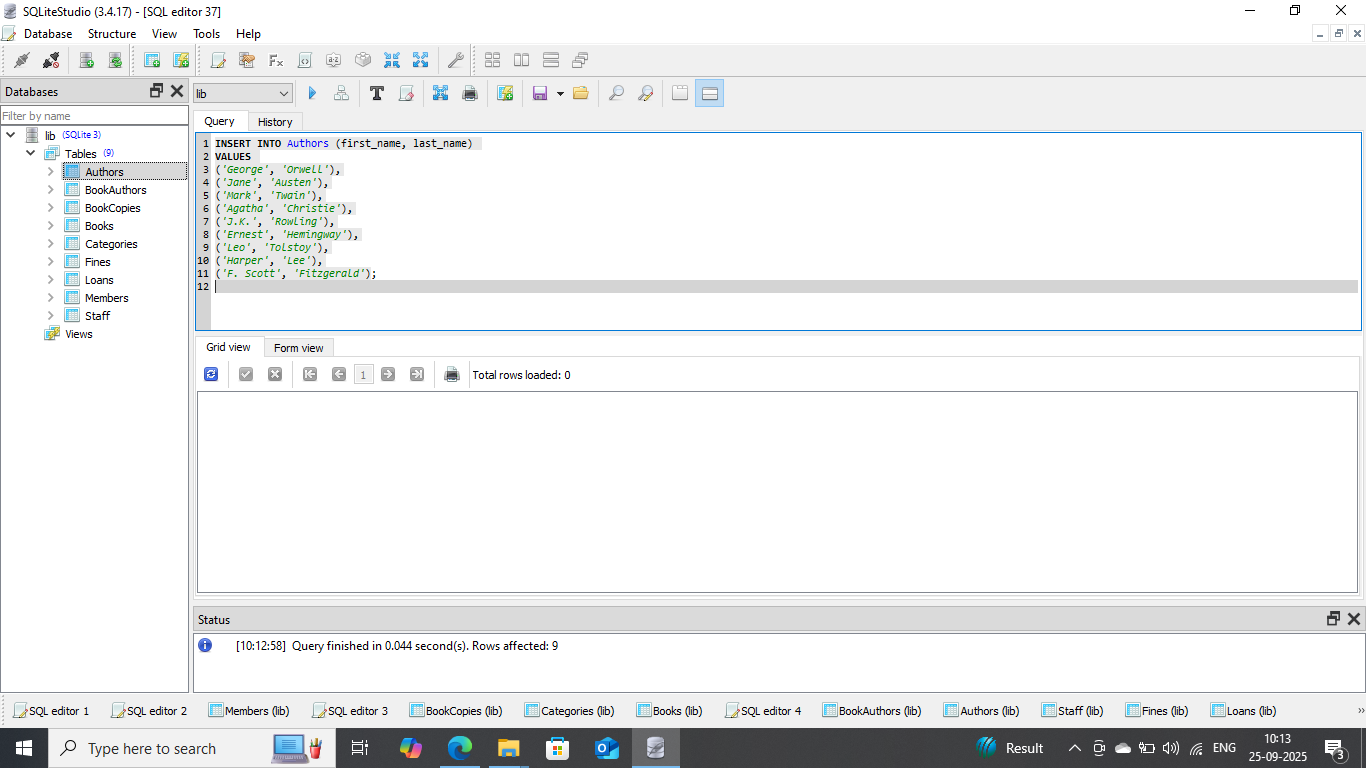 SQLiteStudio (3.4.17) - [SQL editor 37]
Database Structure View Tools Help
Databases
Filter by name
lib (SQLite 3)
Tables (9)
Authors
BookAuthors
BookCopies
Books
Categories
Fines
Loans
Members
Staff
Views
lib
Query History
1 INSERT INTO Authors (first_name, last_name)
2 VALUES
3 ('George', 'Orwell'),
4 ('Jane', 'Austen'),
5 ('Mark', 'Twain'),
6 ('Agatha', 'Christie'),
7 ('J.K.', 'Rowling'),
8 ('Ernest', 'Hemingway'),
9 ('Leo', 'Tolstoy'),
10 ('Harper', 'Lee'),
11 ('F. Scott', 'Fitzgerald');
12
Grid view Form view
1 Total rows loaded: 0
Status
[10:12:58] Query finished in 0.044 second(s). Rows affected: 9
SQL editor 1 SQL editor 2 Members (lib) SQL editor 3 BookCopies (lib) Categories (lib) Books (lib) SQL editor 4 BookAuthors (lib) Authors (lib) Staff (lib) Fines (lib) Loans (lib) »
Type here to search
Result
ENG
10:13
25-09-2025
3